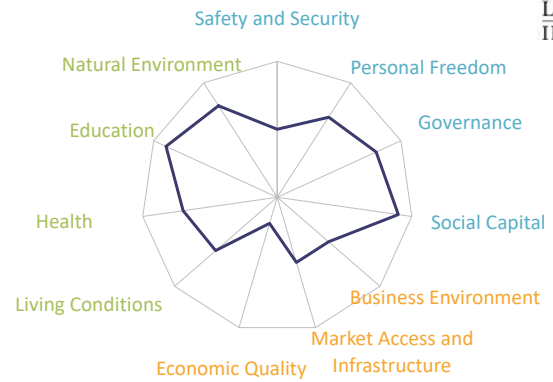 Safety and Security
Natural Environment
Personal Freedom
Education
Governance
Health
Social Capital
Living Conditions
Business Environment
Market Access and
Infrastructure
Economic Quality